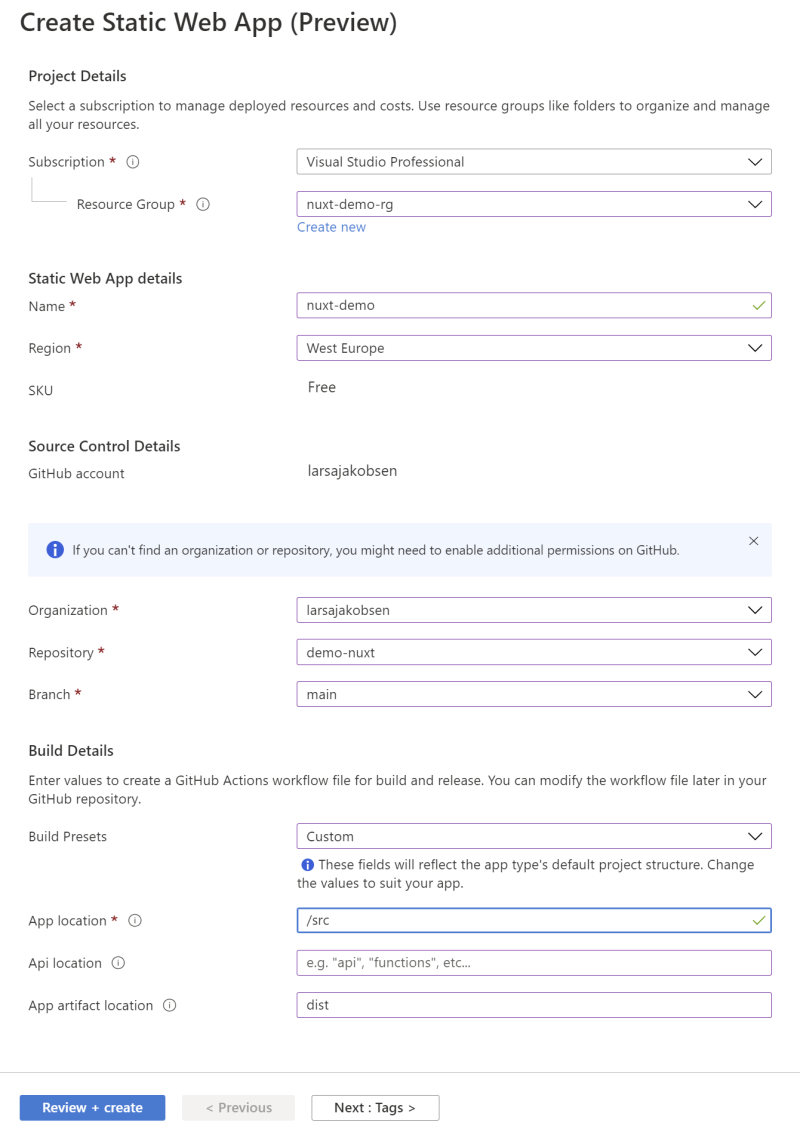 Create Static Web App (Preview)
Project Details
Select a subscription to manage deployed resources and costs. Use resource groups like folders to organize and manage
all your resources.
Subscription *
Visual Studio Professional
Resource Group *
nuxt-demo-rg
Create new
Static Web App details
Name *
nuxt-demo
Region *
West Europe
SKU
Free
Source Control Details
GitHub account
larsajakobsen
If you can't find an organization or repository, you might need to enable additional permissions on GitHub.
Organization *
larsajakobsen
Repository *
demo-nuxt
Branch *
main
Build Details
Enter values to create a GitHub Actions workflow file for build and release. You can modify the workflow file later in your
GitHub repository.
Build Presets
Custom
These fields will reflect the app type's default project structure. Change
the values to suit your app.
App location *
/src
Api location
e.g. "api", "functions", etc...
App artifact location
dist
Review + create
< Previous
Next : Tags >